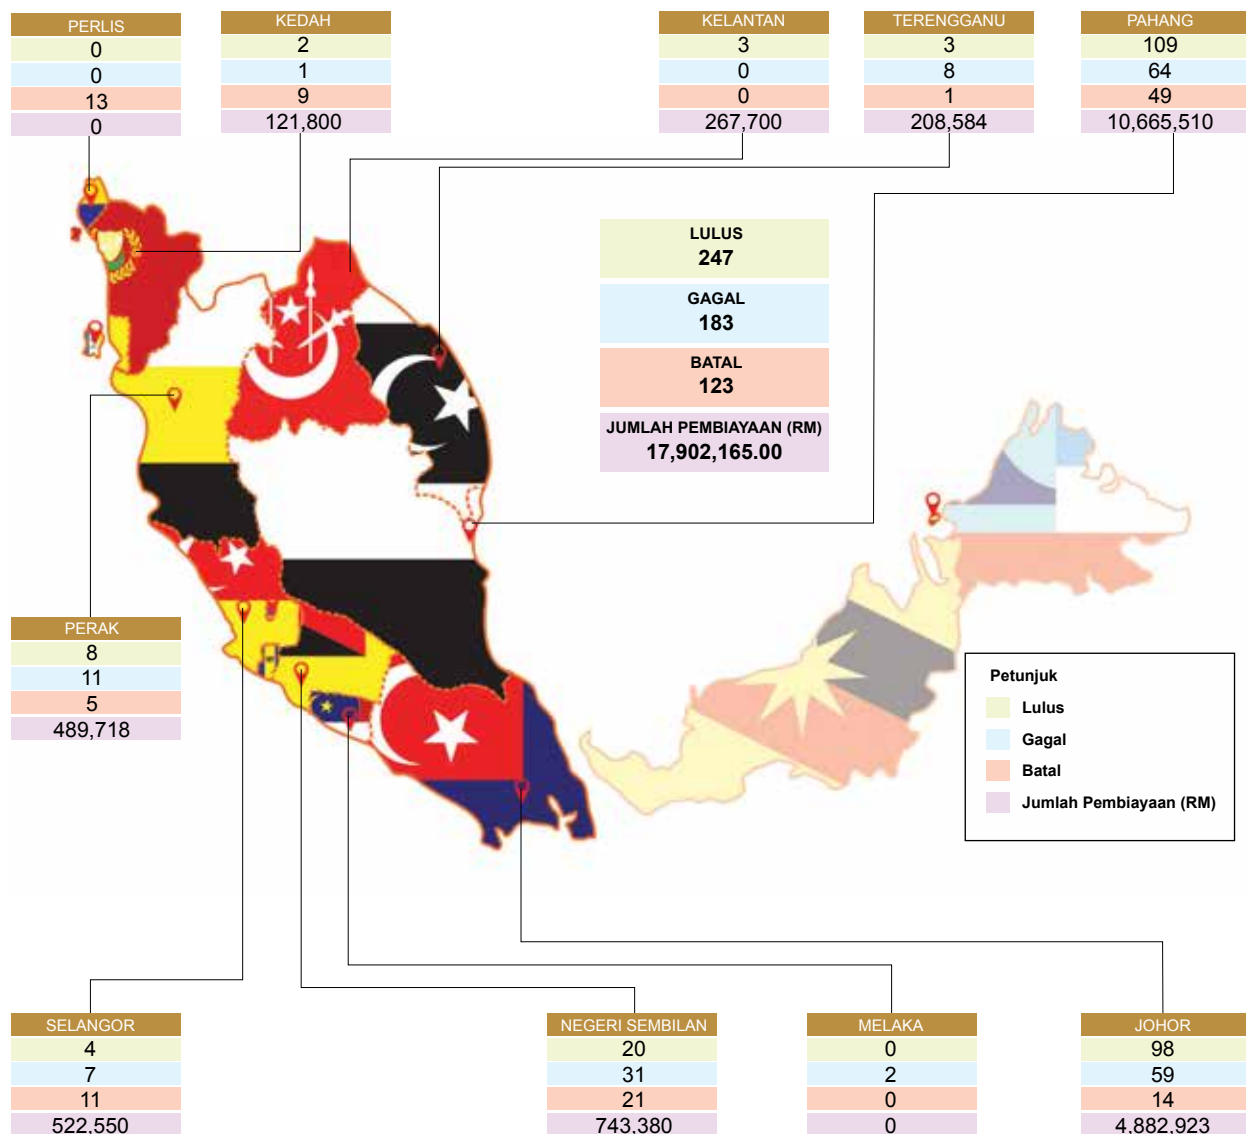 PERLIS
0
0
13
0
KEDAH
2
1
9
121,800
KELANTAN
3
0
0
267,700
TERENGGANU
3
8
1
208,584
PAHANG
109
64
49
10,665,510
LULUS
247
GAGAL
183
BATAL
123
JUMLAH PEMBIAYAAN (RM)
17,902,165.00
PERAK
8
11
5
489,718
Petunjuk
Lulus
Gagal
Batal
Jumlah Pembiayaan (RM)
SELANGOR
4
7
11
522,550
NEGERI SEMBILAN
20
31
21
743,380
MELAKA
0
2
0
0
JOHOR
98
59
14
4,882,923